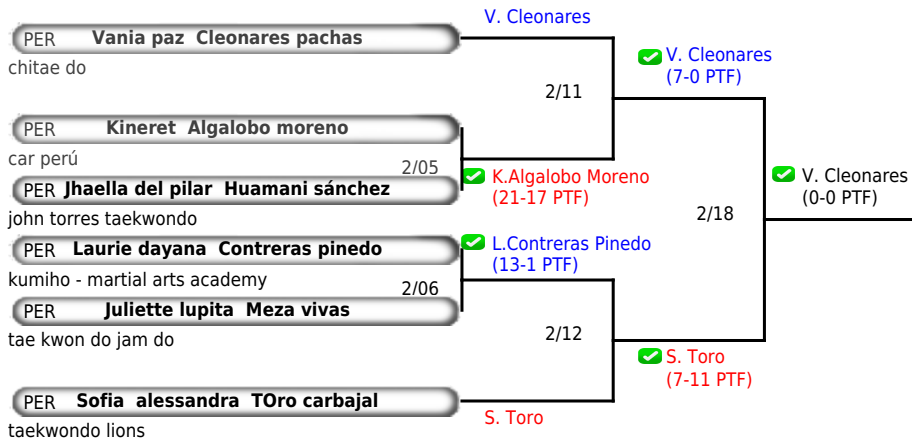 V. Cleonares
PER Vania paz Cleonares pachas
chitae do
V. Cleonares
(7-0 PTF)
2/11
PER Kineret Algalobo moreno
car perú
2/05
K.Algalobo Moreno
(21-17 PTF)
PER Jhaella del pilar Huamani sánchez
john torres taekwondo
V. Cleonares
(0-0 PTF)
2/18
PER Laurie dayana Contreras pinedo
kumiho - martial arts academy
L.Contreras Pinedo
(13-1 PTF)
2/06
PER Juliette lupita Meza vivas
tae kwon do jam do
2/12
S. Toro
(7-11 PTF)
PER Sofia alessandra TOro carbajal
taekwondo lions
S. Toro